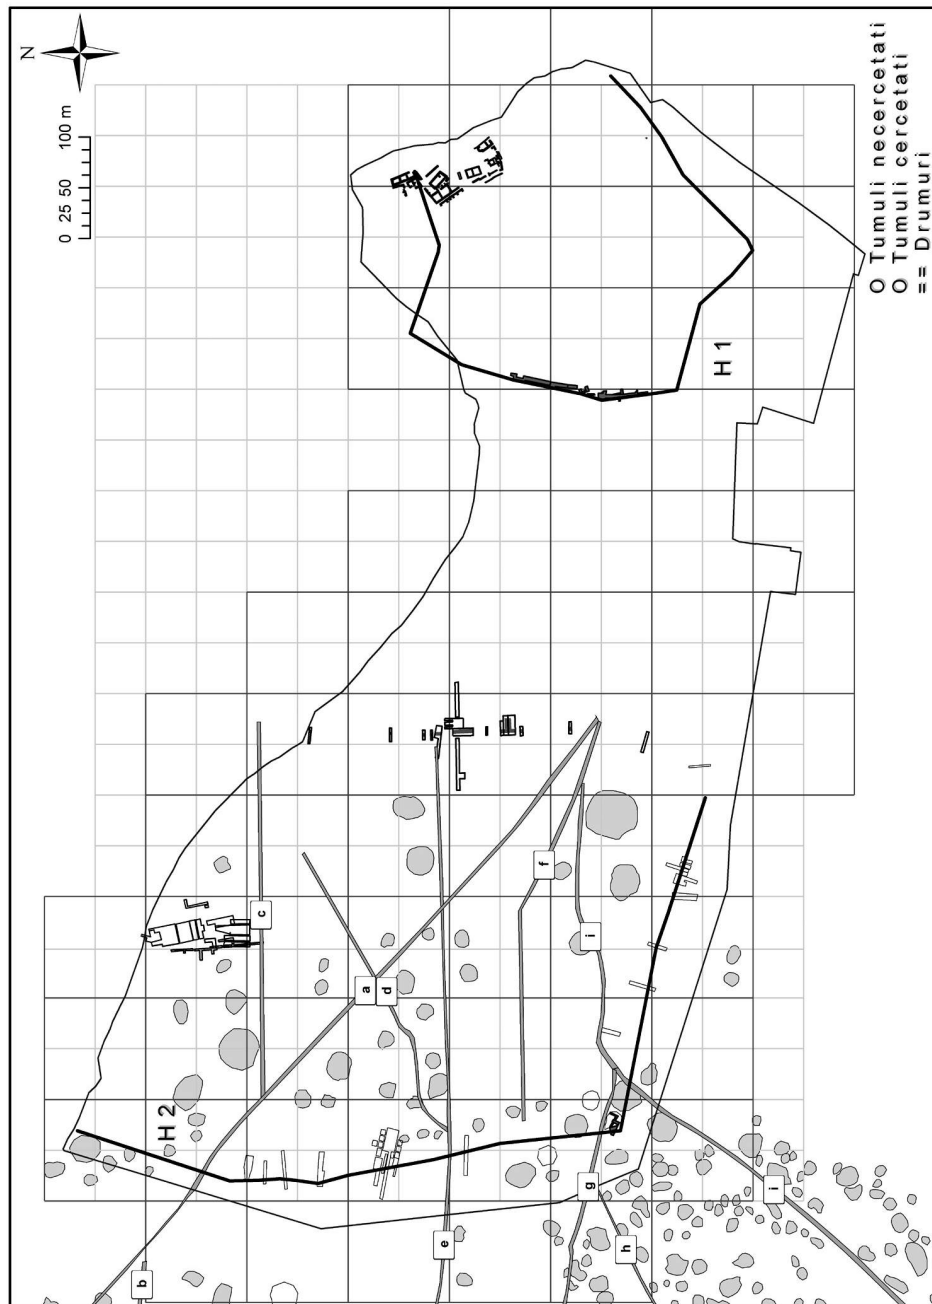 N
0 25 50 100 m
O Tumuli necercetati
O Tumuli cercetati
== Drumuri
H 1
H 2
c
f
i
a
d
g
i
e
h
b